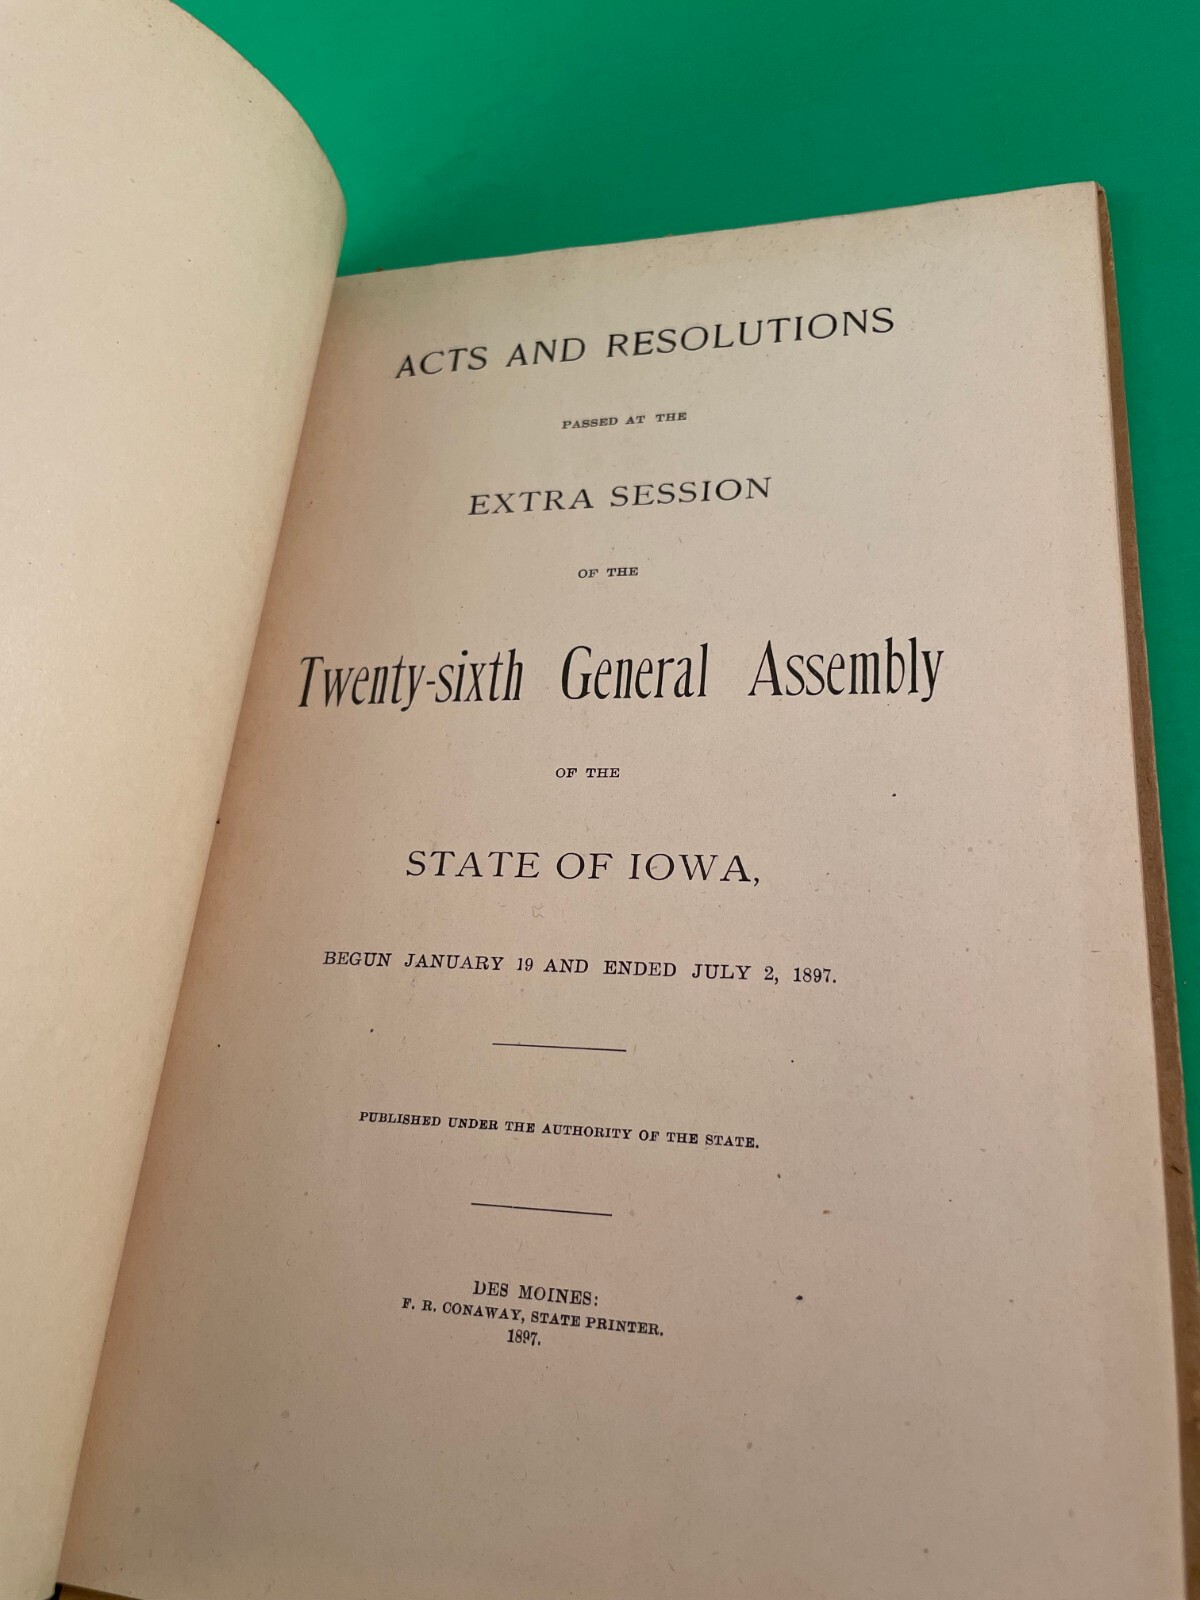 ACTS AND RESOLUTIONS
PASSED AT THE
EXTRA SESSION
OF THE
Twenty-sixth General Assembly
OF THE
STATE OF IOWA,
BEGUN JANUARY 19 AND ENDED JULY 2, 1897.
PUBLISHED UNDER THE AUTHORITY OF THE STATE.
DES MOINES:
F. R. CONAWAY, STATE PRINTER.
1897.